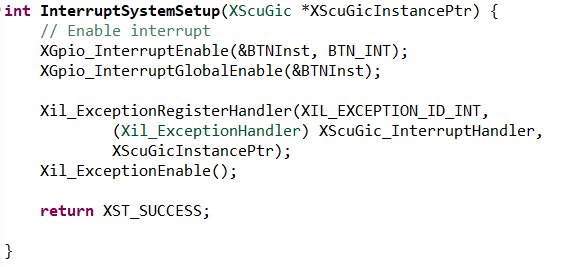 int InterruptSystemSetup(XScuGic *XScuGicInstancePtr) {
// Enable interrupt
XGpio_InterruptEnable(&BTNInst, BTN_INT);
XGpio_InterruptGlobalEnable(&BTNInst);
Xil_ExceptionRegisterHandler(XIL_EXCEPTION_ID_INT,
(Xil_ExceptionHandler) XScuGic_InterruptHandler,
XScuGicInstancePtr);
Xil_ExceptionEnable();
return XST_SUCCESS;
}